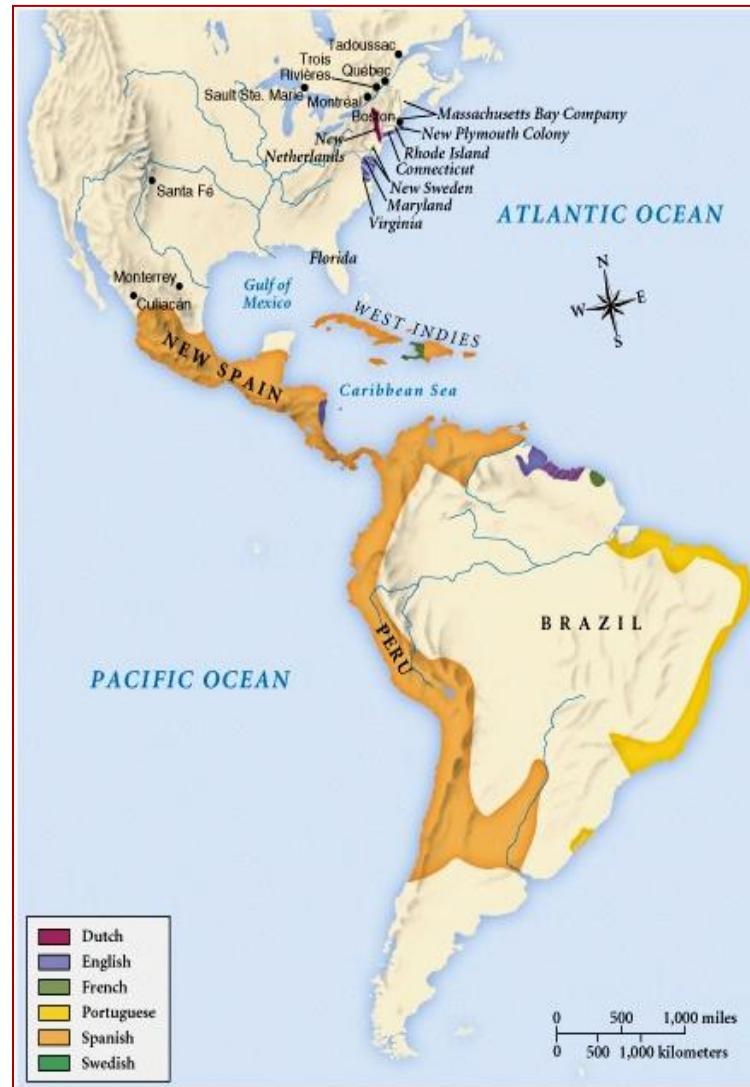 Tadoussac
Trois
Rivières
Québec
Sault Ste. Marie
Montréal
Boston
Massachusetts Bay Company
New Plymouth Colony
New
Netherlands
Rhode Island
Connecticut
New Sweden
Maryland
Virginia
Santa Fé
ATLANTIC OCEAN
Florida
Monterrey
Culiacán
Gulf of
Mexico
N
W
E
S
WEST INDIES
NEW SPAIN
Caribbean Sea
BRAZIL
PERU
PACIFIC OCEAN
Dutch
English
French
Portuguese
Spanish
Swedish
0 500 1,000 miles
0 500 1,000 kilometers